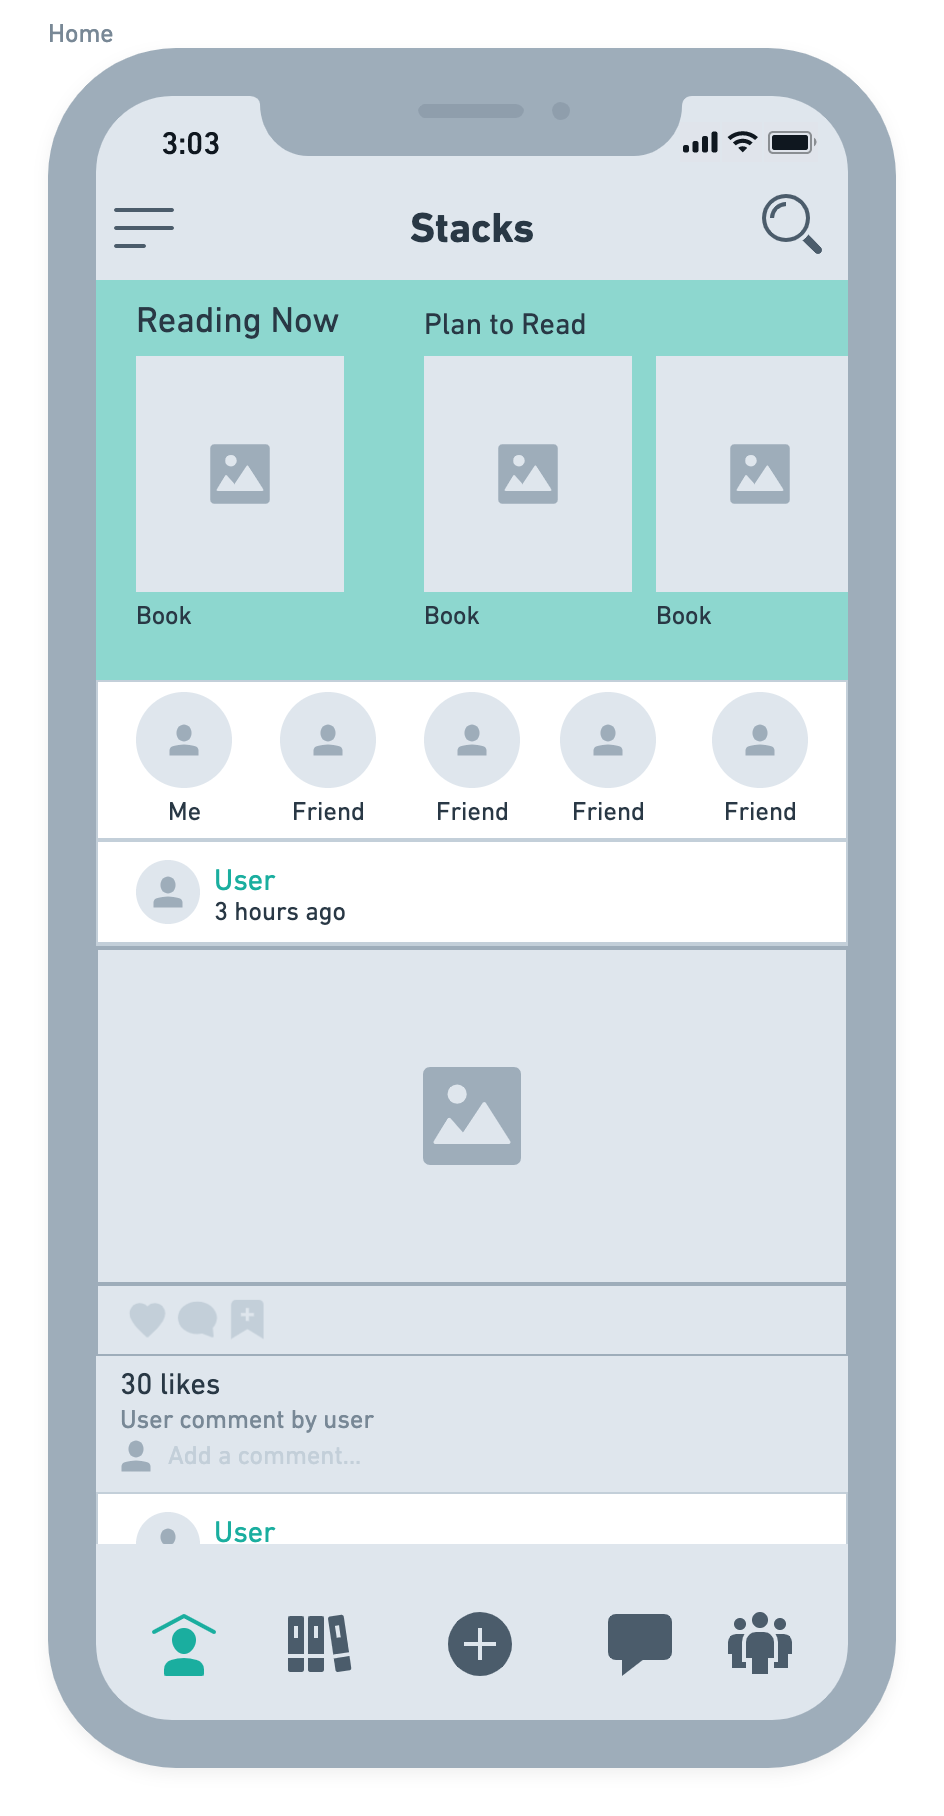 Home
3:03
Stacks
Reading Now
Plan to Read
Book
Book
Book
Me
Friend
Friend
Friend
Friend
User
3 hours ago
30 likes
User comment by user
Add a comment...
User